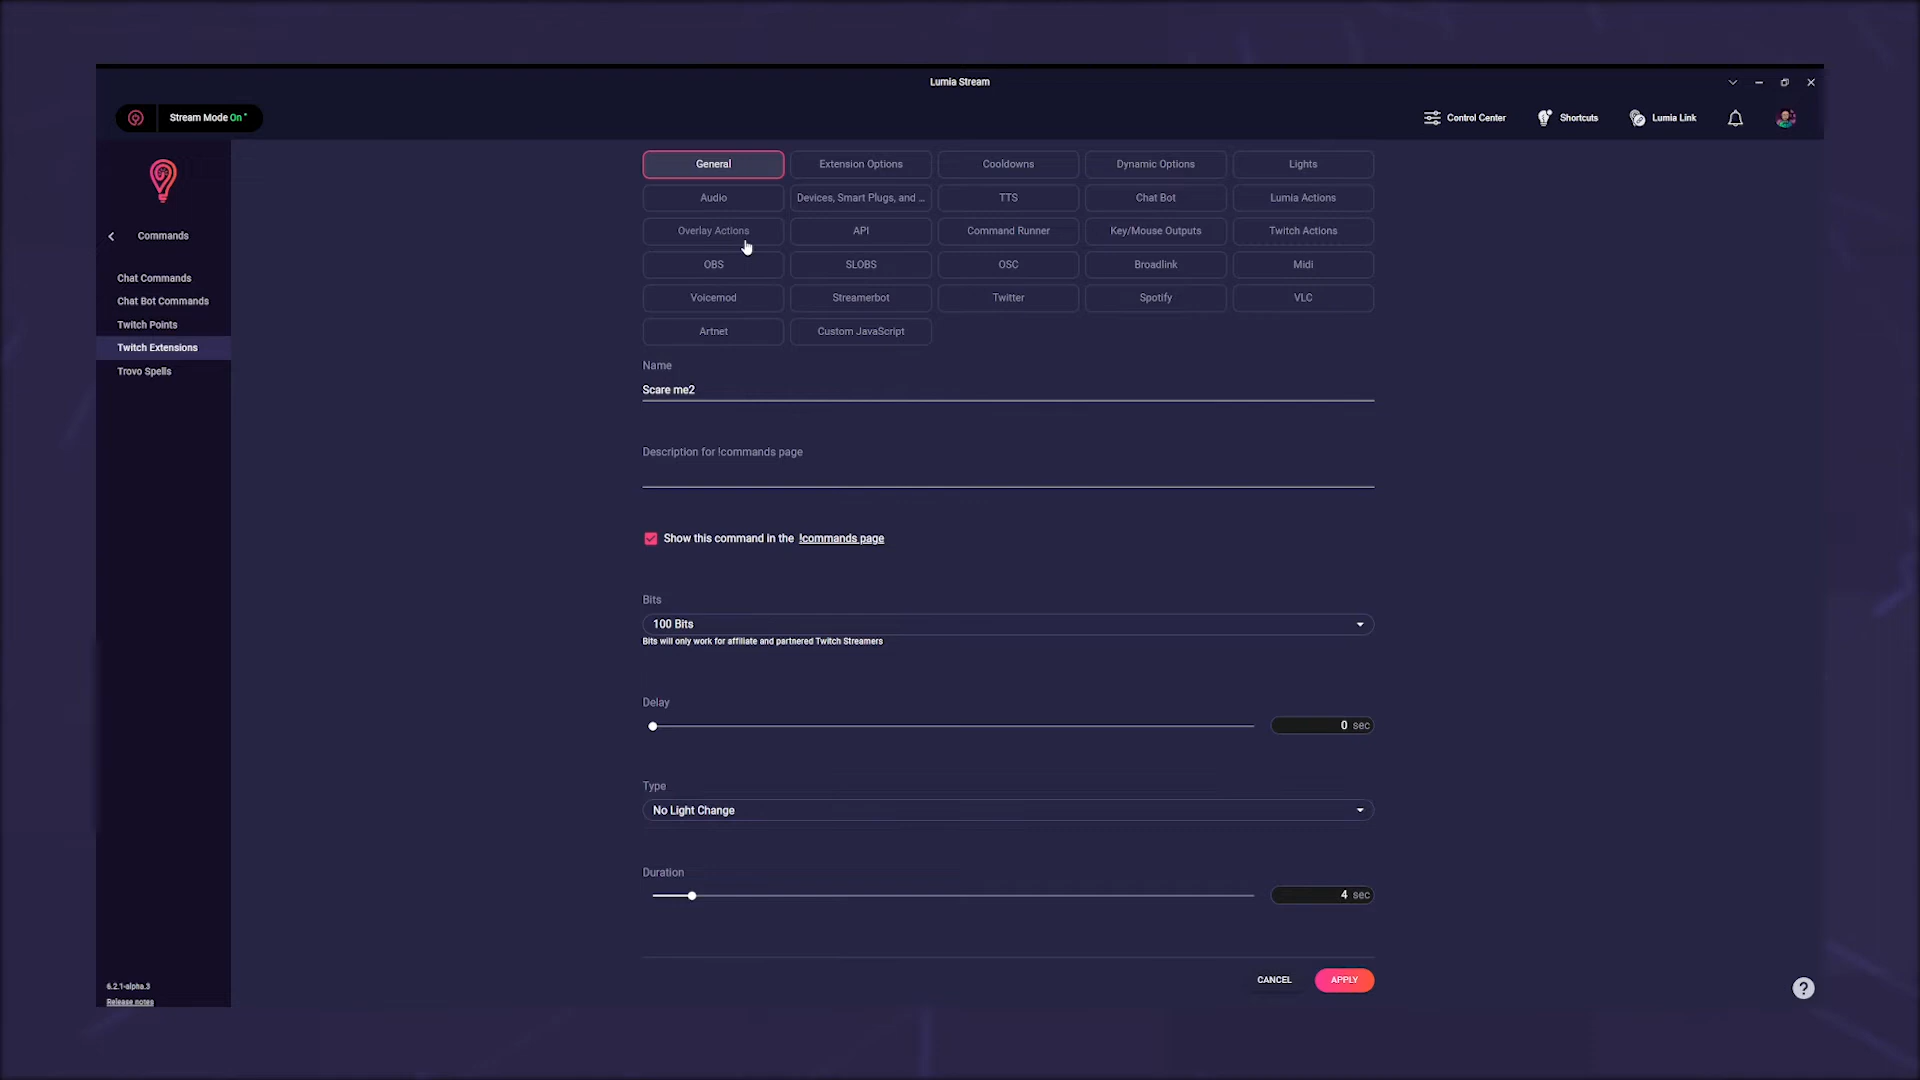 Lumia Stream
Stream Mode On
Control Center
Shortcuts
Lumia Link
Commands
Chat Commands
Chat Bot Commands
Twitch Points
Twitch Extensions
Trovo Spells
General
Extension Options
Cooldowns
Dynamic Options
Lights
Audio
Devices, Smart Plugs, and ...
TTS
Chat Bot
Lumia Actions
Overlay Actions
API
Command Runner
Key/Mouse Outputs
Twitch Actions
OBS
SLOBS
OSC
Broadlink
Midi
Voicemod
Streamerbot
Twitter
Spotify
VLC
Artnet
Custom JavaScript
Name
Scare me2
Description for !commands page
Show this command in the !commands page
Bits
100 Bits
Bits will only work for affiliate and partnered Twitch Streamers
Delay
0 sec
Type
No Light Change
Duration
4 sec
CANCEL
APPLY
6.2.1-alpha.3
Release notes
?